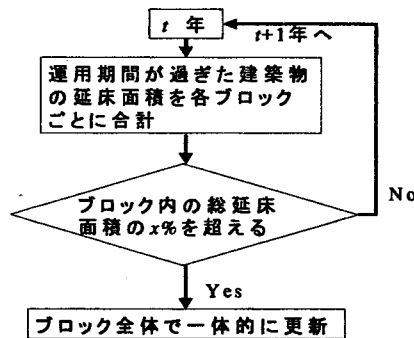 t 年
t+1年へ
運用期間が過ぎた建築物
の延床面積を各ブロック
ごとに合計
ブロック内の総延床
面積のx%を超える
No
Yes
ブロック全体で一体的に更新